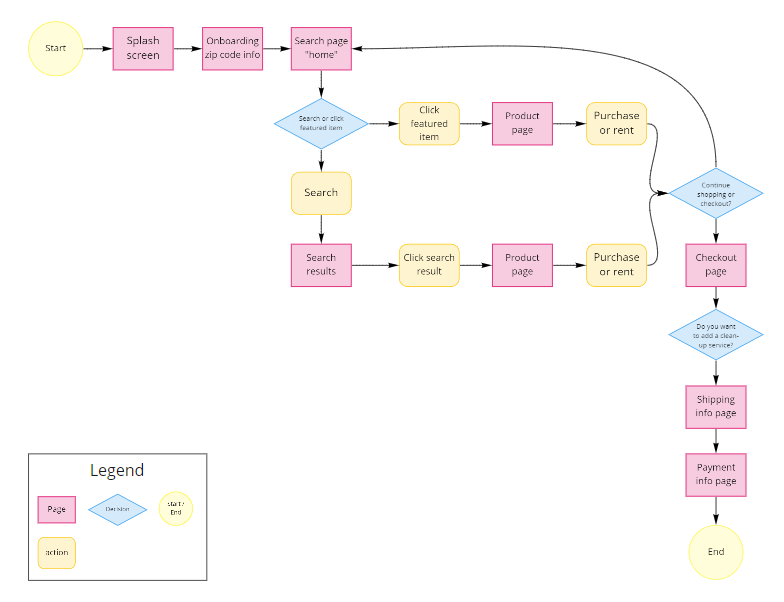 Start
Splash
screen
Onboarding
zip code info
Search page
"home"
Search or click
featured item
Click
featured
item
Product
page
Purchase
or rent
Continue
shopping or
checkout?
Search
Search
results
Click search
result
Product
page
Purchase
or rent
Checkout
page
Do you want
to add a clean-
up service?
Shipping
info page
Payment
info page
End
Legend
Page
Decision
start /
End
action